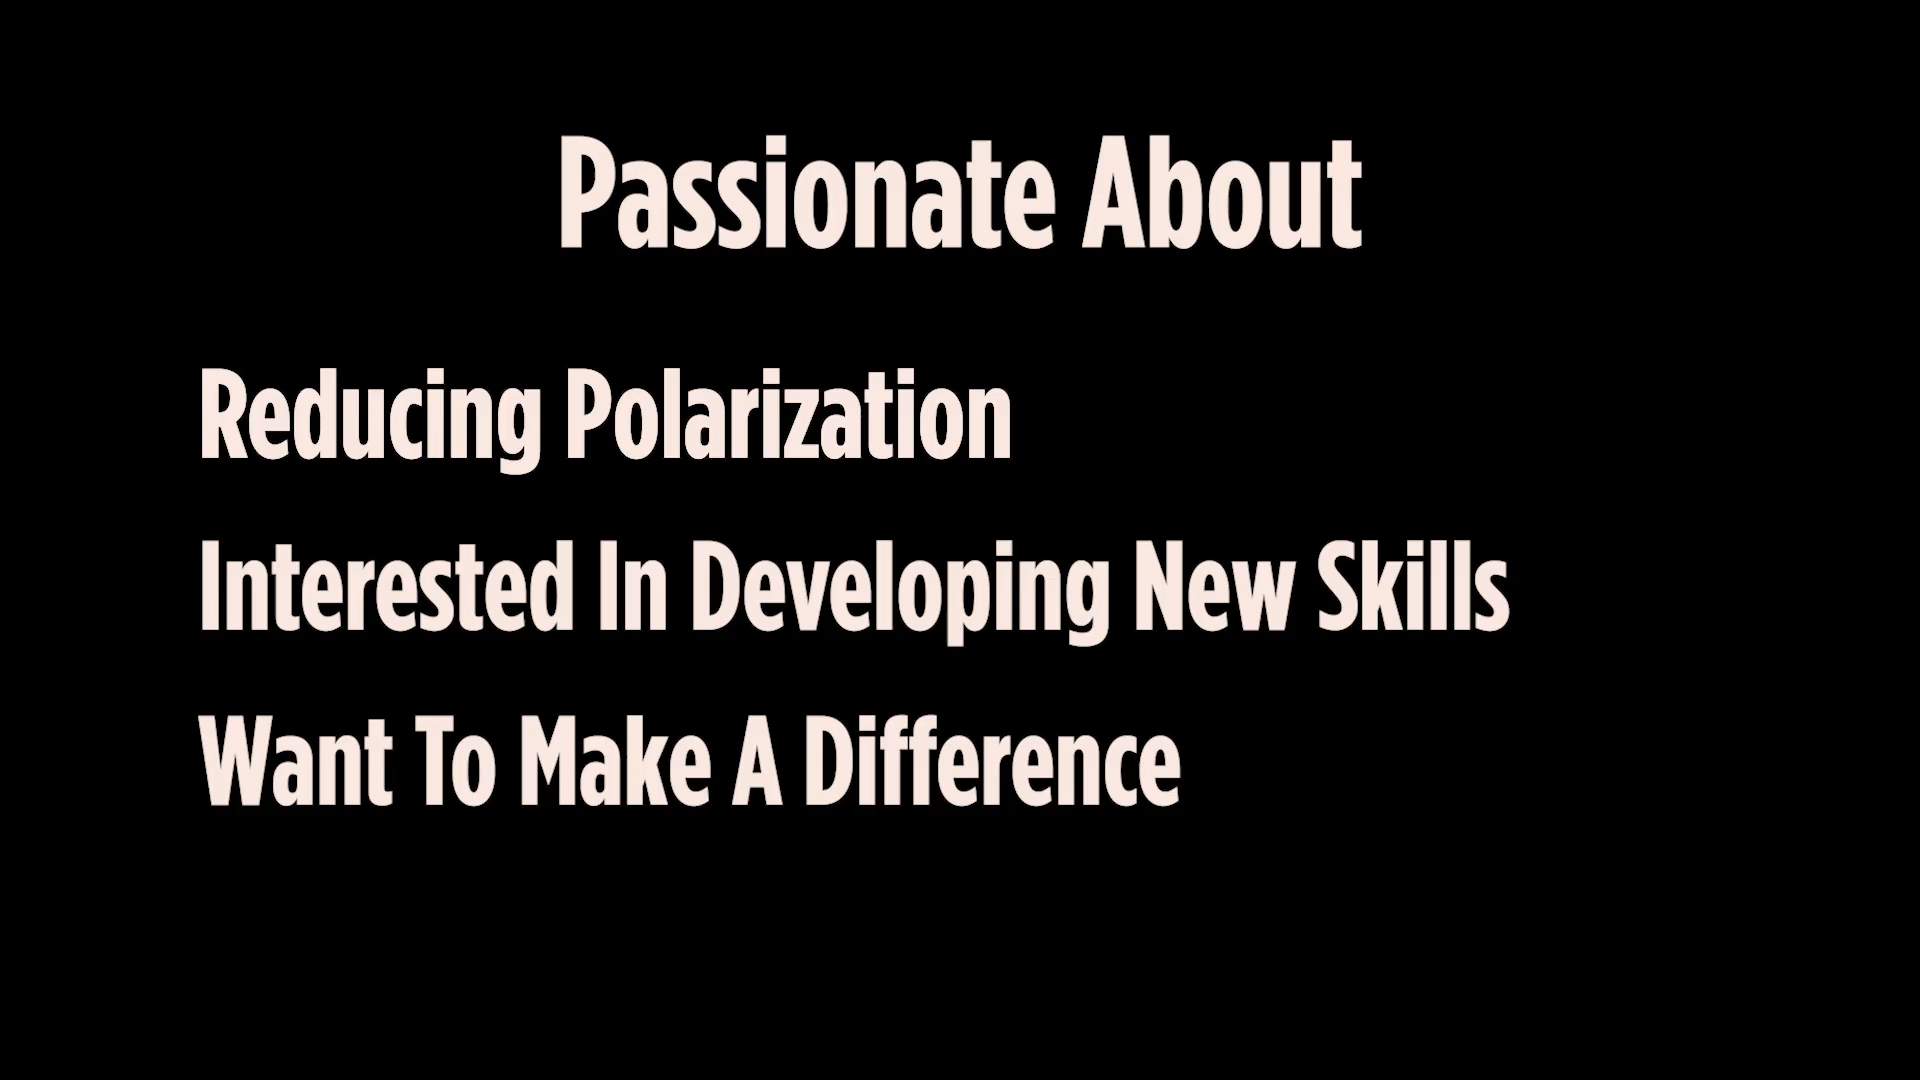 Passionate About
Reducing Polarization
Interested In Developing New Skills
Want To Make A Difference